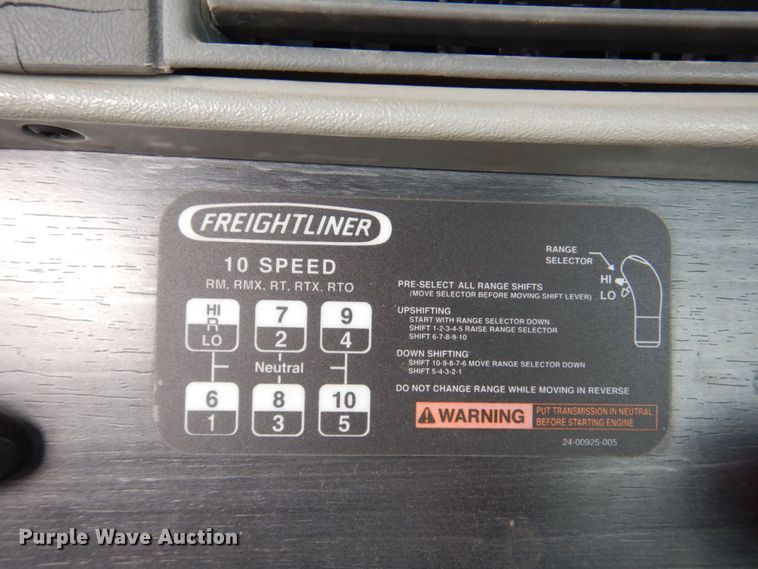 FREIGHTLINER
10 SPEED
RM, RMX, RT, RTX, RTO
HI
R
LO
7
2
9
4
Neutral
6
1
8
3
10
5
RANGE
SELECTOR
HI
LO
PRE-SELECT ALL RANGE SHIFTS
(MOVE SELECTOR BEFORE MOVING SHIFT LEVER)
UPSHIFTING
START WITH RANGE SELECTOR DOWN
SHIFT 1-2-3-4-5 RAISE RANGE SELECTOR
SHIFT 6-7-8-9-10
DOWN SHIFTING
SHIFT 10-9-8-7-6 MOVE RANGE SELECTOR DOWN
SHIFT 5-4-3-2-1
DO NOT CHANGE RANGE WHILE MOVING IN REVERSE
WARNING
PUT TRANSMISSION IN NEUTRAL
BEFORE STARTING ENGINE
24-00925-005
Purple Wave Auction